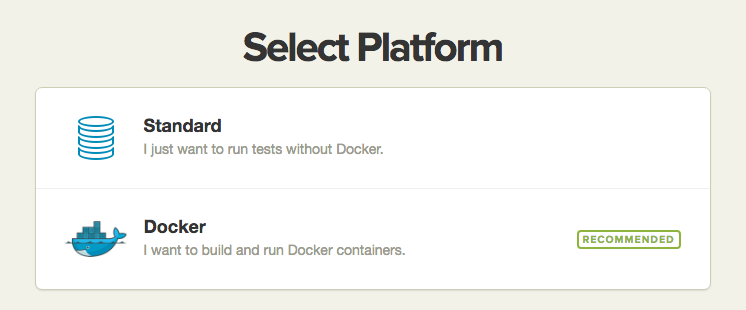 Select Platform
Standard
I just want to run tests without Docker.
Docker
I want to build and run Docker containers.
RECOMMENDED